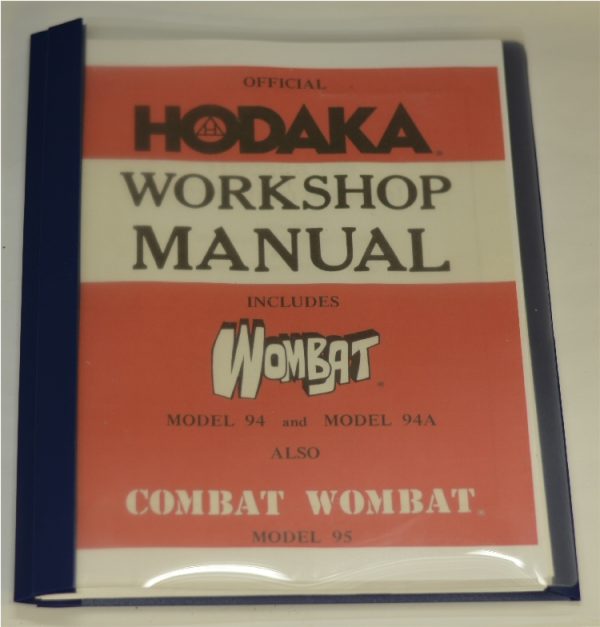 OFFICIAL
HODAKA®
WORKSHOP
MANUAL
INCLUDES
WOMBAT®
MODEL 94 and MODEL 94A
ALSO
COMBAT WOMBAT®
MODEL 95